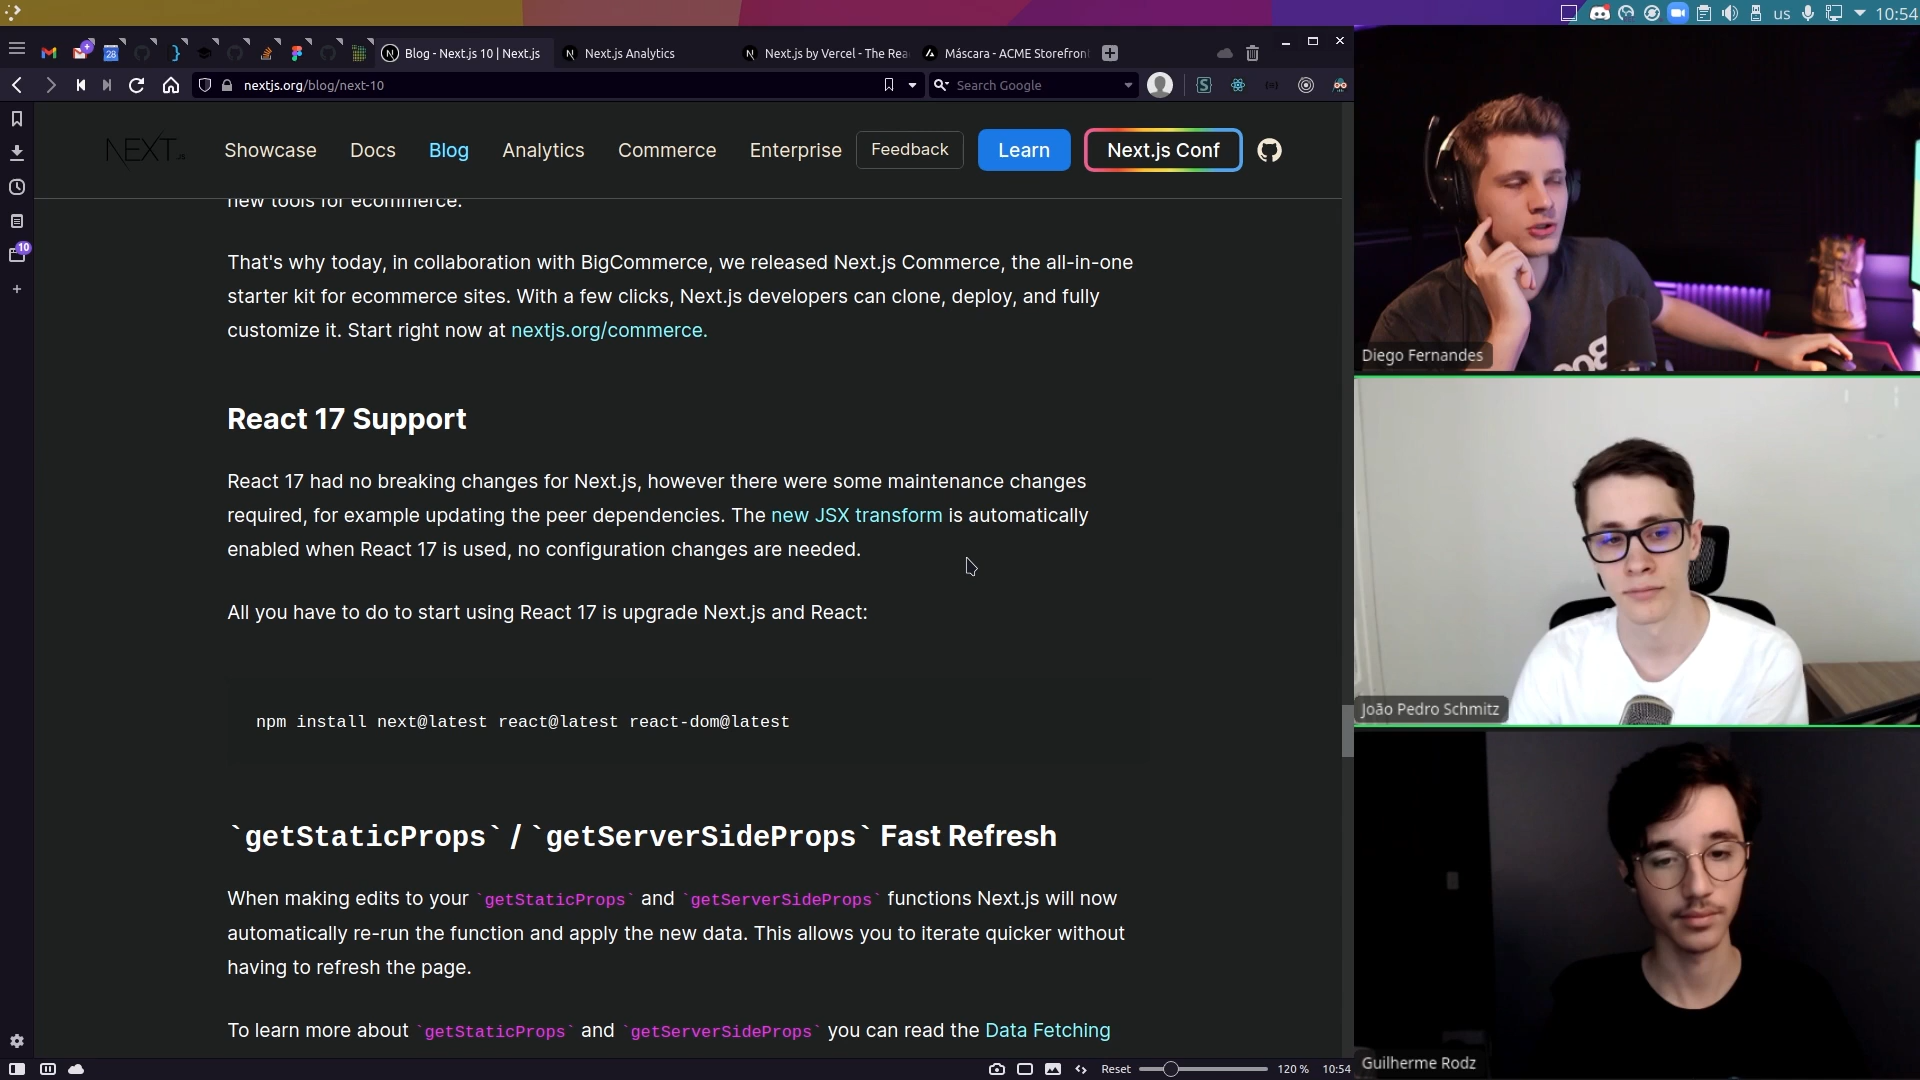 us
10:54
28
Blog - Next.js 10 | Next.js
Next.js Analytics
Next.js by Vercel - The Rea
Máscara - ACME Storefron
nextjs.org/blog/next-10
Search Google
NEXT.JS
Showcase
Docs
Blog
Analytics
Commerce
Enterprise
Feedback
Learn
Next.js Conf
10
new tools for ecommerce.
That's why today, in collaboration with BigCommerce, we released Next.js Commerce, the all-in-one
starter kit for ecommerce sites. With a few clicks, Next.js developers can clone, deploy, and fully
customize it. Start right now at nextjs.org/commerce.
React 17 Support
React 17 had no breaking changes for Next.js, however there were some maintenance changes
required, for example updating the peer dependencies. The new JSX transform is automatically
enabled when React 17 is used, no configuration changes are needed.
All you have to do to start using React 17 is upgrade Next.js and React:
npm install next@latest react@latest react-dom@latest
`getStaticProps` / `getServerSideProps` Fast Refresh
When making edits to your `getStaticProps` and `getServerSideProps` functions Next.js will now
automatically re-run the function and apply the new data. This allows you to iterate quicker without
having to refresh the page.
To learn more about `getStaticProps` and `getServerSideProps` you can read the Data Fetching
Reset
120 %
10:54
Diego Fernandes
João Pedro Schmitz
Guilherme Rodz